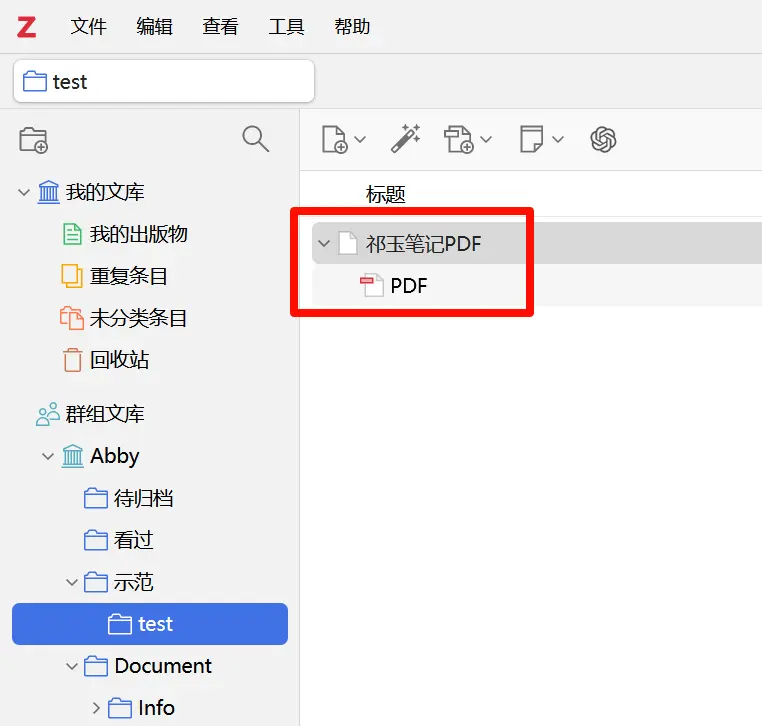 Z 文件 编辑 查看 工具 帮助
test
我的文库
我的出版物
重复条目
未分类条目
回收站
群组文库
Abby
待归档
看过
示范
test
Document
Info
标题
祁玉笔记PDF
PDF